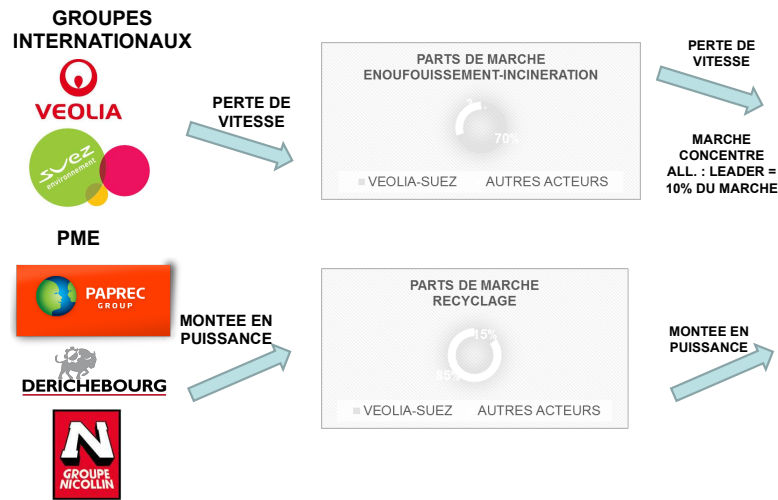 GROUPES
INTERNATIONAUX
VEOLIA
suez
environnement
PERTE DE
VITESSE
PARTS DE MARCHE
ENOUFOUISSEMENT-INCINERATION
70%
VEOLIA-SUEZ AUTRES ACTEURS
PERTE DE
VITESSE
MARCHE
CONCENTRE
ALL. : LEADER =
10% DU MARCHE
PME
PAPREC
GROUP
DERICHEBOURG
N
GROUPE
NICOLLIN
MONTEE EN
PUISSANCE
PARTS DE MARCHE
RECYCLAGE
15%
85%
VEOLIA-SUEZ AUTRES ACTEURS
MONTEE EN
PUISSANCE